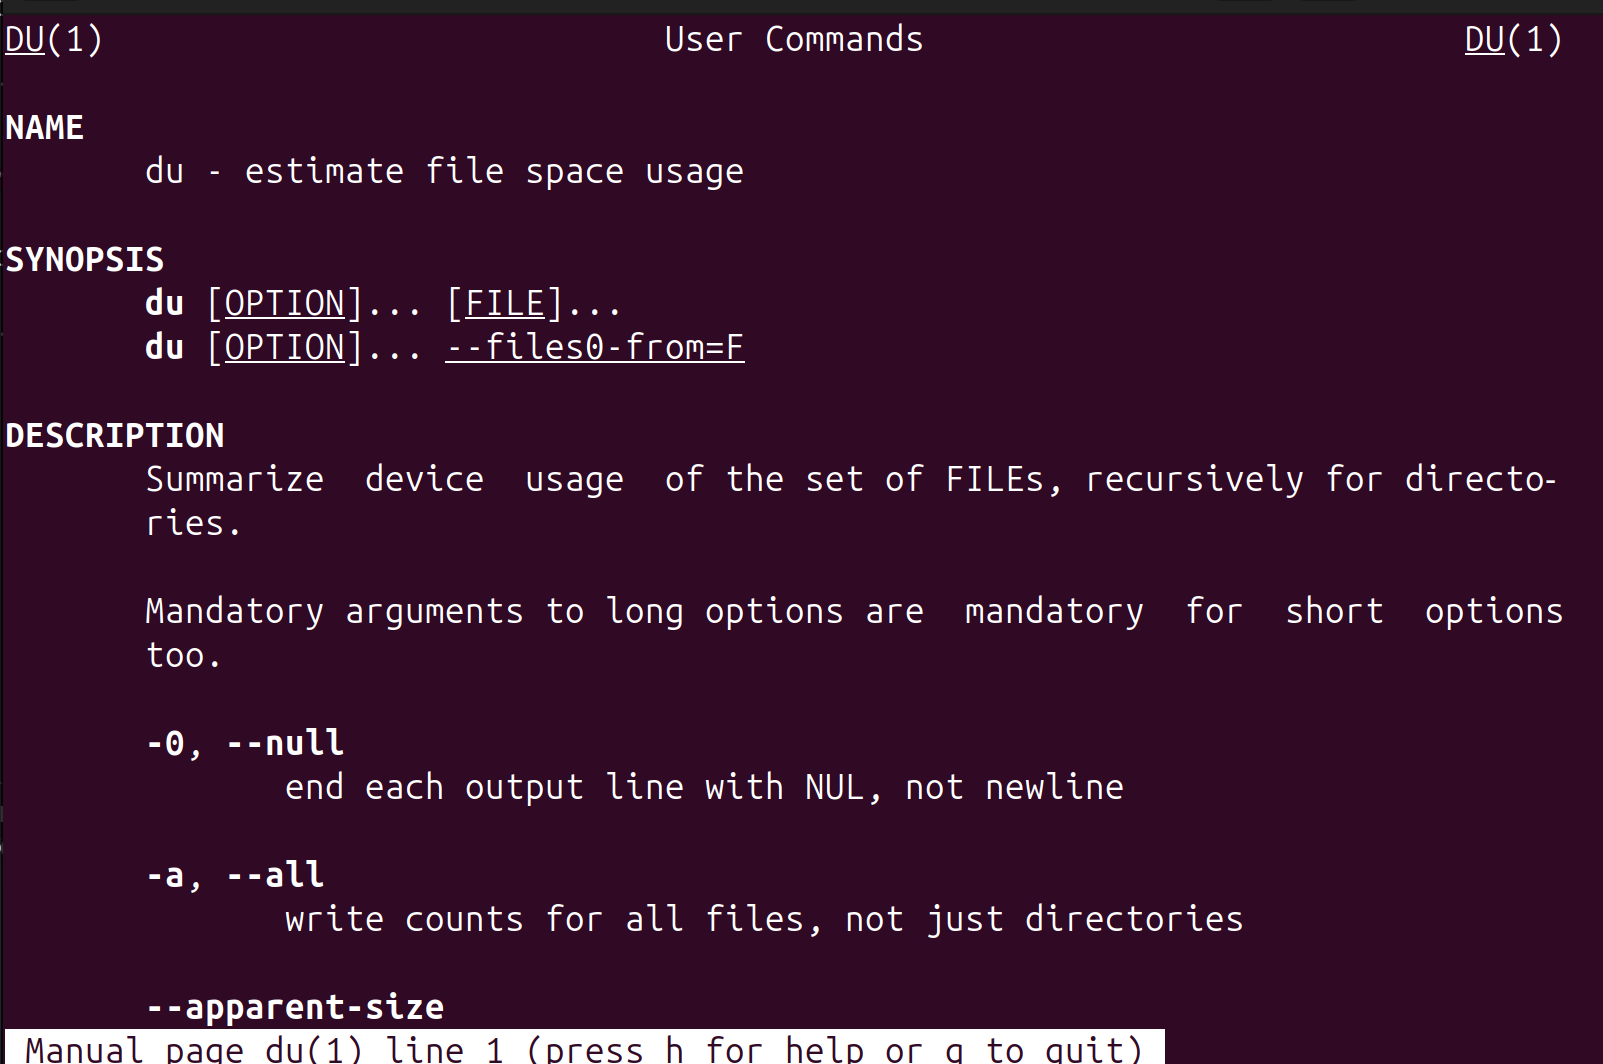 DU(1) User Commands DU(1)
NAME
du - estimate file space usage
SYNOPSIS
du [OPTION]... [FILE]...
du [OPTION]... --files0-from=F
DESCRIPTION
Summarize device usage of the set of FILEs, recursively for directo-
ries.
Mandatory arguments to long options are mandatory for short options
too.
-0, --null
end each output line with NUL, not newline
-a, --all
write counts for all files, not just directories
--apparent-size
Manual page du(1) line 1 (press h for help or q to quit)